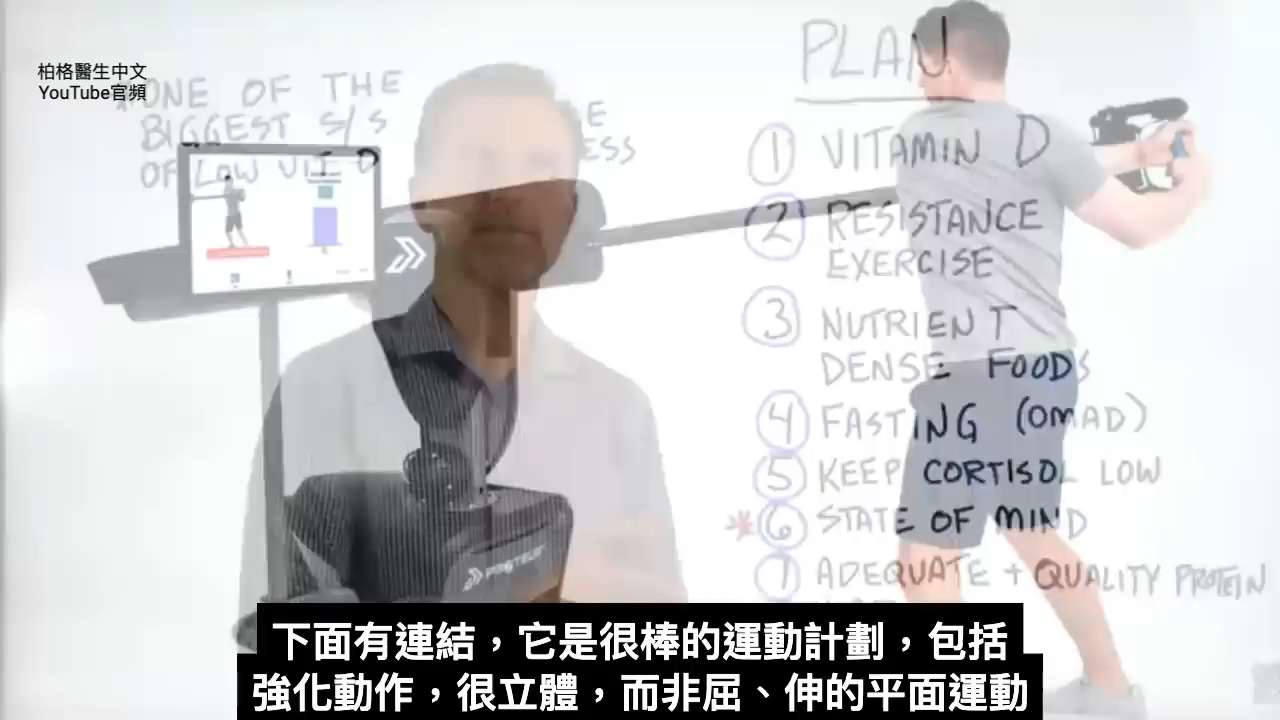 柏格醫生中文
YouTube官頻
ONE OF THE
BIGGEST S/S
OF LOW VIT D
PLAN
1 VITAMIN D
2 RESISTANCE
EXERCISE
3 NUTRIENT
DENSE FOODS
4 FASTING (OMAD)
5 KEEP CORTISOL LOW
*6 STATE OF MIND
7 ADEQUATE + QUALITY PROTEIN
下面有連結，它是很棒的運動計劃，包括
強化動作，很立體，而非屈、伸的平面運動